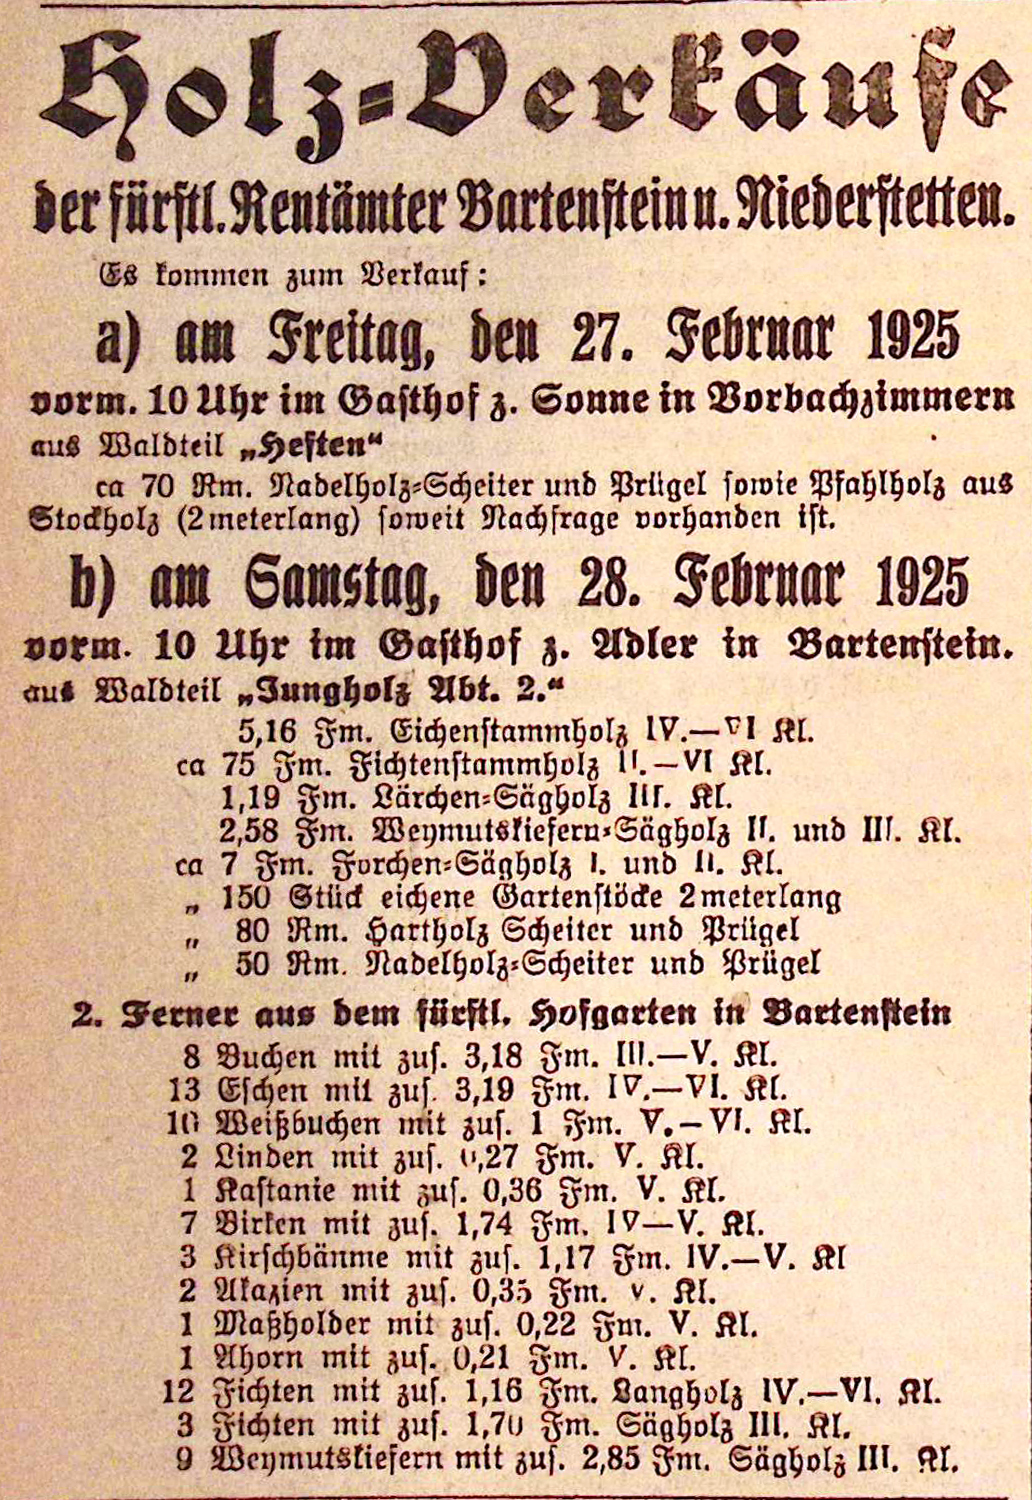 Holz-Verkäufe
der fürstl. Rentämter Bartenstein u. Niederstetten.
Es kommen zum Verkauf:
a) am Freitag, den 27. Februar 1925
vorm. 10 Uhr im Gasthof z. Sonne in Vorbachzimmern
aus Waldteil „Heften“
ca 70 Rm. Nadelholz-Scheiter und Prügel sowie Pfahlholz aus
Stockholz (2meterlang) soweit Nachfrage vorhanden ist.
b) am Samstag, den 28. Februar 1925
vorm. 10 Uhr im Gasthof z. Adler in Bartenstein.
aus Waldteil „Jungholz Abt. 2.“
5,16 Fm. Eichenstammholz IV.—VI Kl.
ca 75 Fm. Fichtenstammholz II.—VI Kl.
1,19 Fm. Lärchen-Sägholz III. Kl.
2,58 Fm. Weymutskiefern-Sägholz II. und III. Kl.
ca 7 Fm. Forchen-Sägholz I. und II. Kl.
„ 150 Stück eichene Gartenstöcke 2meterlang
„ 80 Rm. Hartholz Scheiter und Prügel
„ 50 Rm. Nadelholz-Scheiter und Prügel
2. Ferner aus dem fürstl. Hofgarten in Bartenstein
8 Buchen mit zus. 3,18 Fm. III.—V. Kl.
13 Eschen mit zus. 3,19 Fm. IV.—VI. Kl.
10 Weißbuchen mit zus. 1 Fm. V.—VI. Kl.
2 Linden mit zus. 0,27 Fm. V. Kl.
1 Kastanie mit zus. 0,36 Fm. V. Kl.
7 Birken mit zus. 1,74 Fm. IV—V. Kl.
3 Kirschbäume mit zus. 1,17 Fm. IV.—V. Kl
2 Akazien mit zus. 0,35 Fm. V. Kl.
1 Maßholder mit zus. 0,22 Fm. V. Kl.
1 Ahorn mit zus. 0,21 Fm. V. Kl.
12 Fichten mit zus. 1,16 Fm. Langholz IV.—VI. Kl.
3 Fichten mit zus. 1,70 Fm. Sägholz III. Kl.
9 Weymutskiefern mit zus. 2,85 Fm. Sägholz III. Kl.